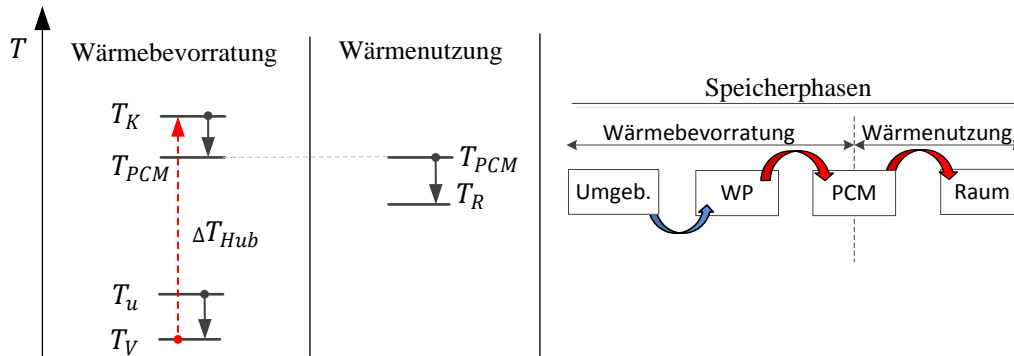 T
Wärmebevorratung
Wärmenutzung
T_K
T_PCM
ΔT_Hub
T_u
T_V
T_PCM
T_R
Speicherphasen
Wärmebevorratung
Wärmenutzung
Umgeb.
WP
PCM
Raum